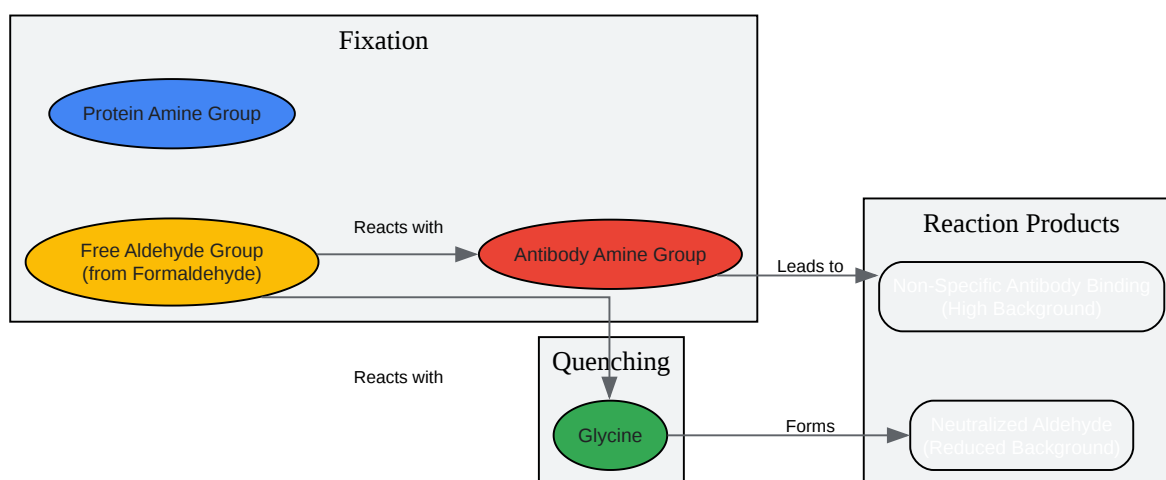 Fixation
Protein Amine Group
Free Aldehyde Group
(from Formaldehyde)
Reacts with
Antibody Amine Group
Leads to
Reaction Products
Non-Specific Antibody Binding
(High Background)
Reacts with
Quenching
Glycine
Forms
Neutralized Aldehyde
(Reduced Background)